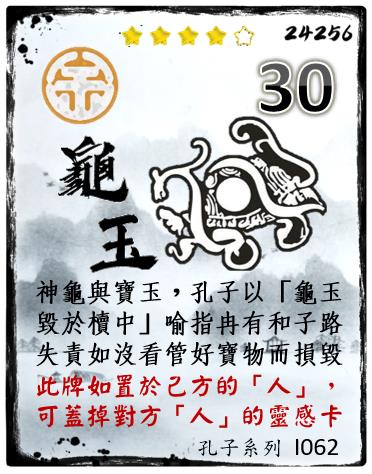 24256
30
龜玉
神龜與寶玉，孔子以「龜玉
毀於櫝中」喻指冉有和子路
失責如沒看管好寶物而損毀
此牌如置於己方的「人」，
可蓋掉對方「人」的靈感卡
孔子系列 I062